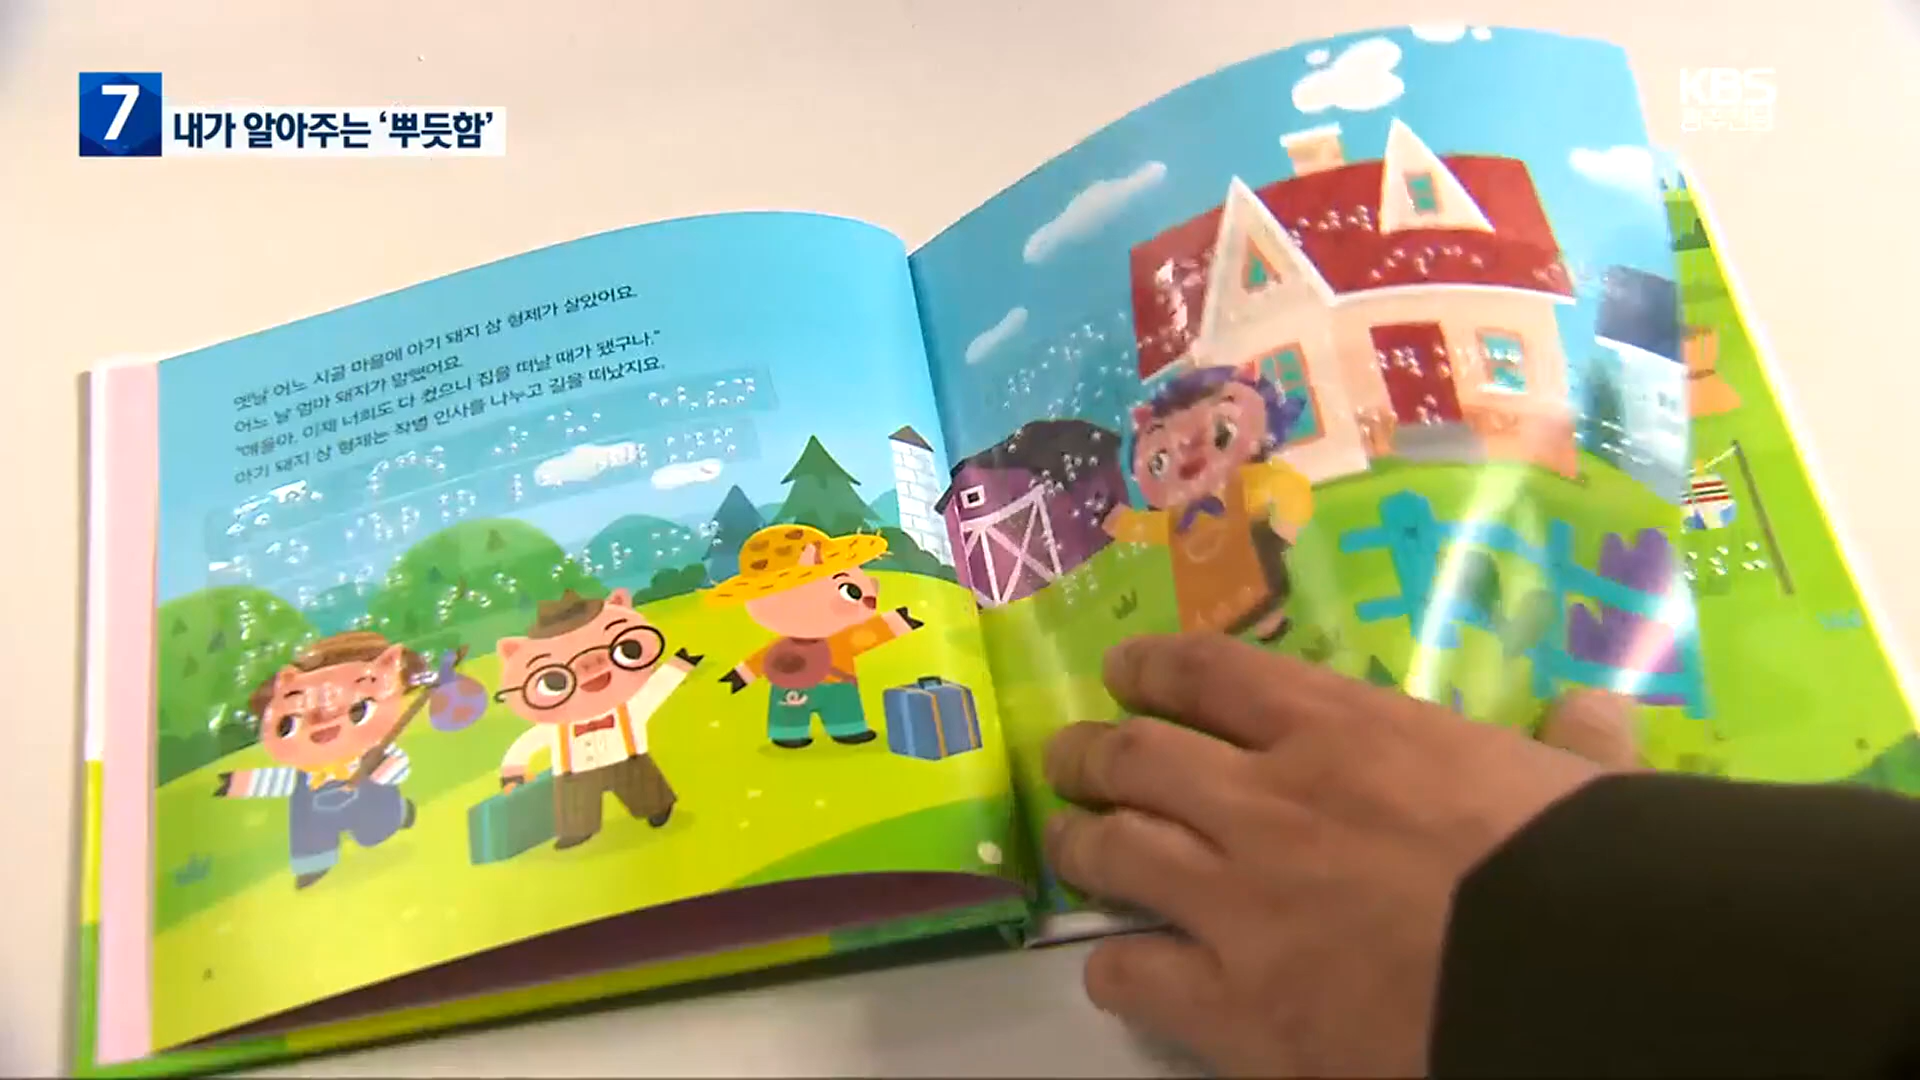 7
내가 알아주는 ‘뿌듯함’
KBS
옛날 어느 시골 마을에 아기 돼지 삼 형제가 살았어요.
어느 날 엄마 돼지가 말했어요.
“얘들아, 이제 너희도 다 컸으니 집을 떠날 때가 됐구나.”
아기 돼지 삼 형제는 작별 인사를 나누고 길을 떠났지요.